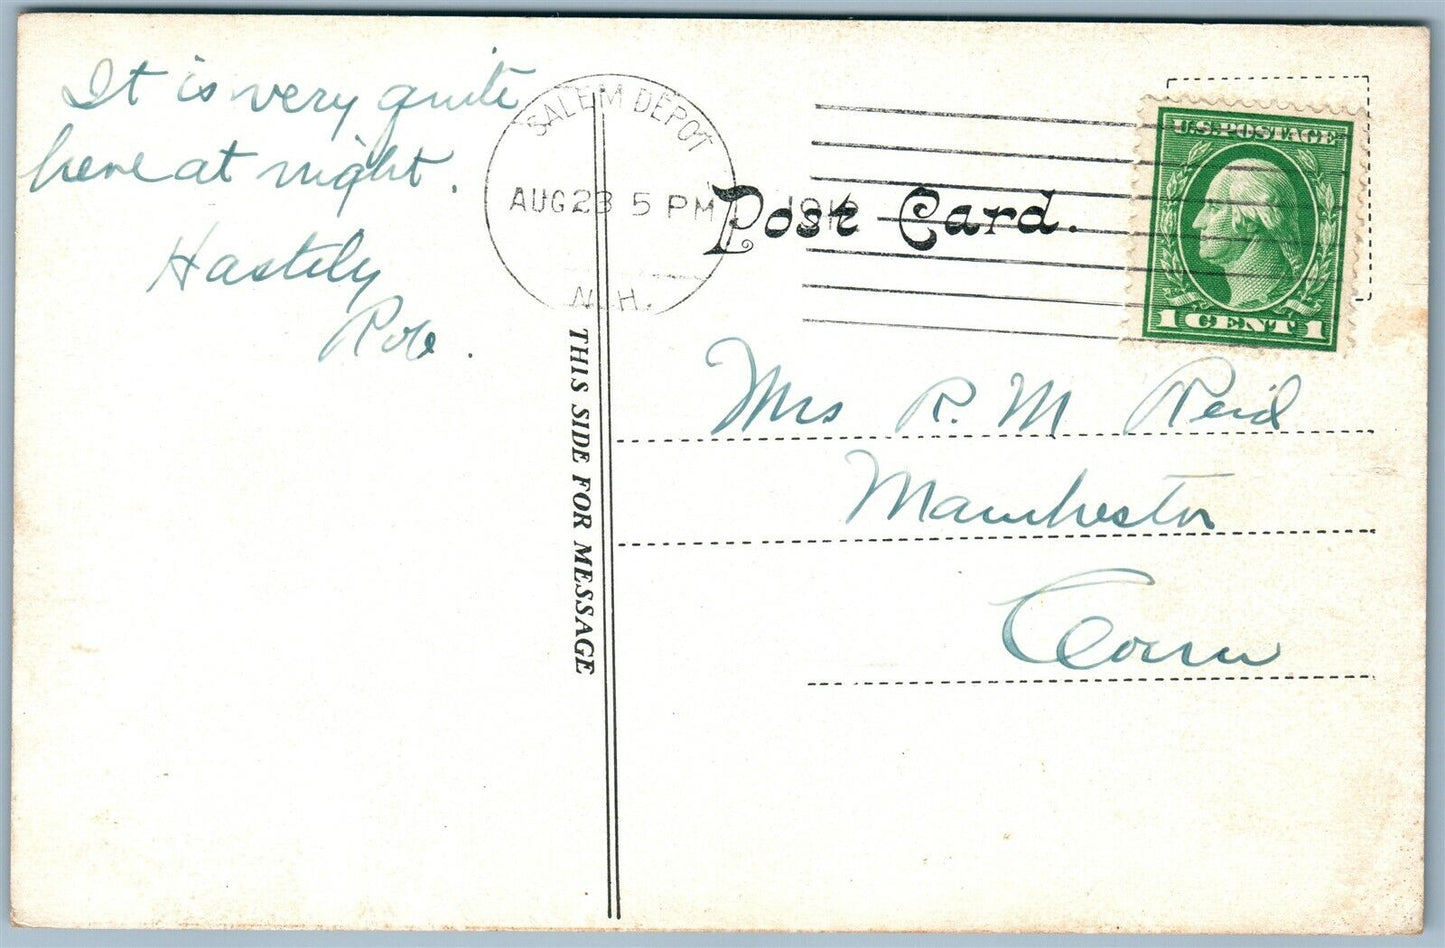 It is very quite
here at night.
Hastily
SALEM DEPOT
AUG 23 5 PM
N.H.
Post Card.
U.S. POSTAGE
1 CENT 1
THIS SIDE FOR MESSAGE
Mrs R. M Reid
Manchester
Conn